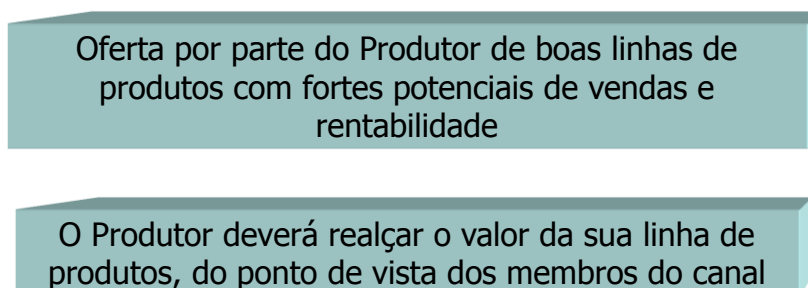 Oferta por parte do Produtor de boas linhas de
produtos com fortes potenciais de vendas e
rentabilidade
O Produtor deverá realçar o valor da sua linha de
produtos, do ponto de vista dos membros do canal